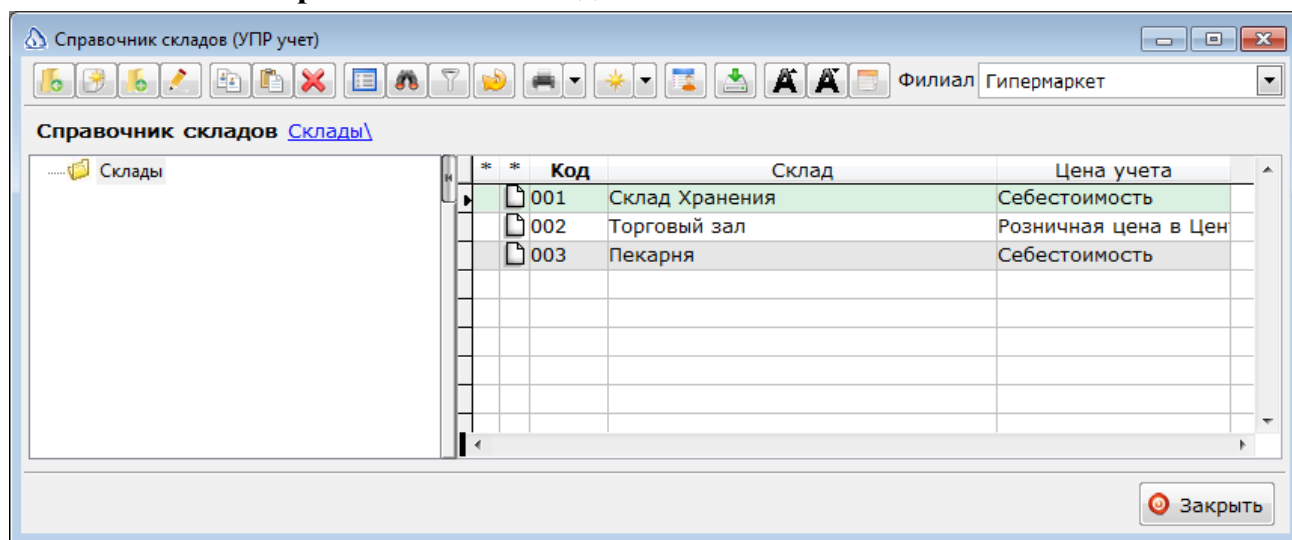 Справочник складов (УПР учет)
Филиал Гипермаркет
Справочник складов Склады\
Склады
* * Код Склад Цена учета
001 Склад Хранения Себестоимость
002 Торговый зал Розничная цена в Цен
003 Пекарня Себестоимость
Закрыть